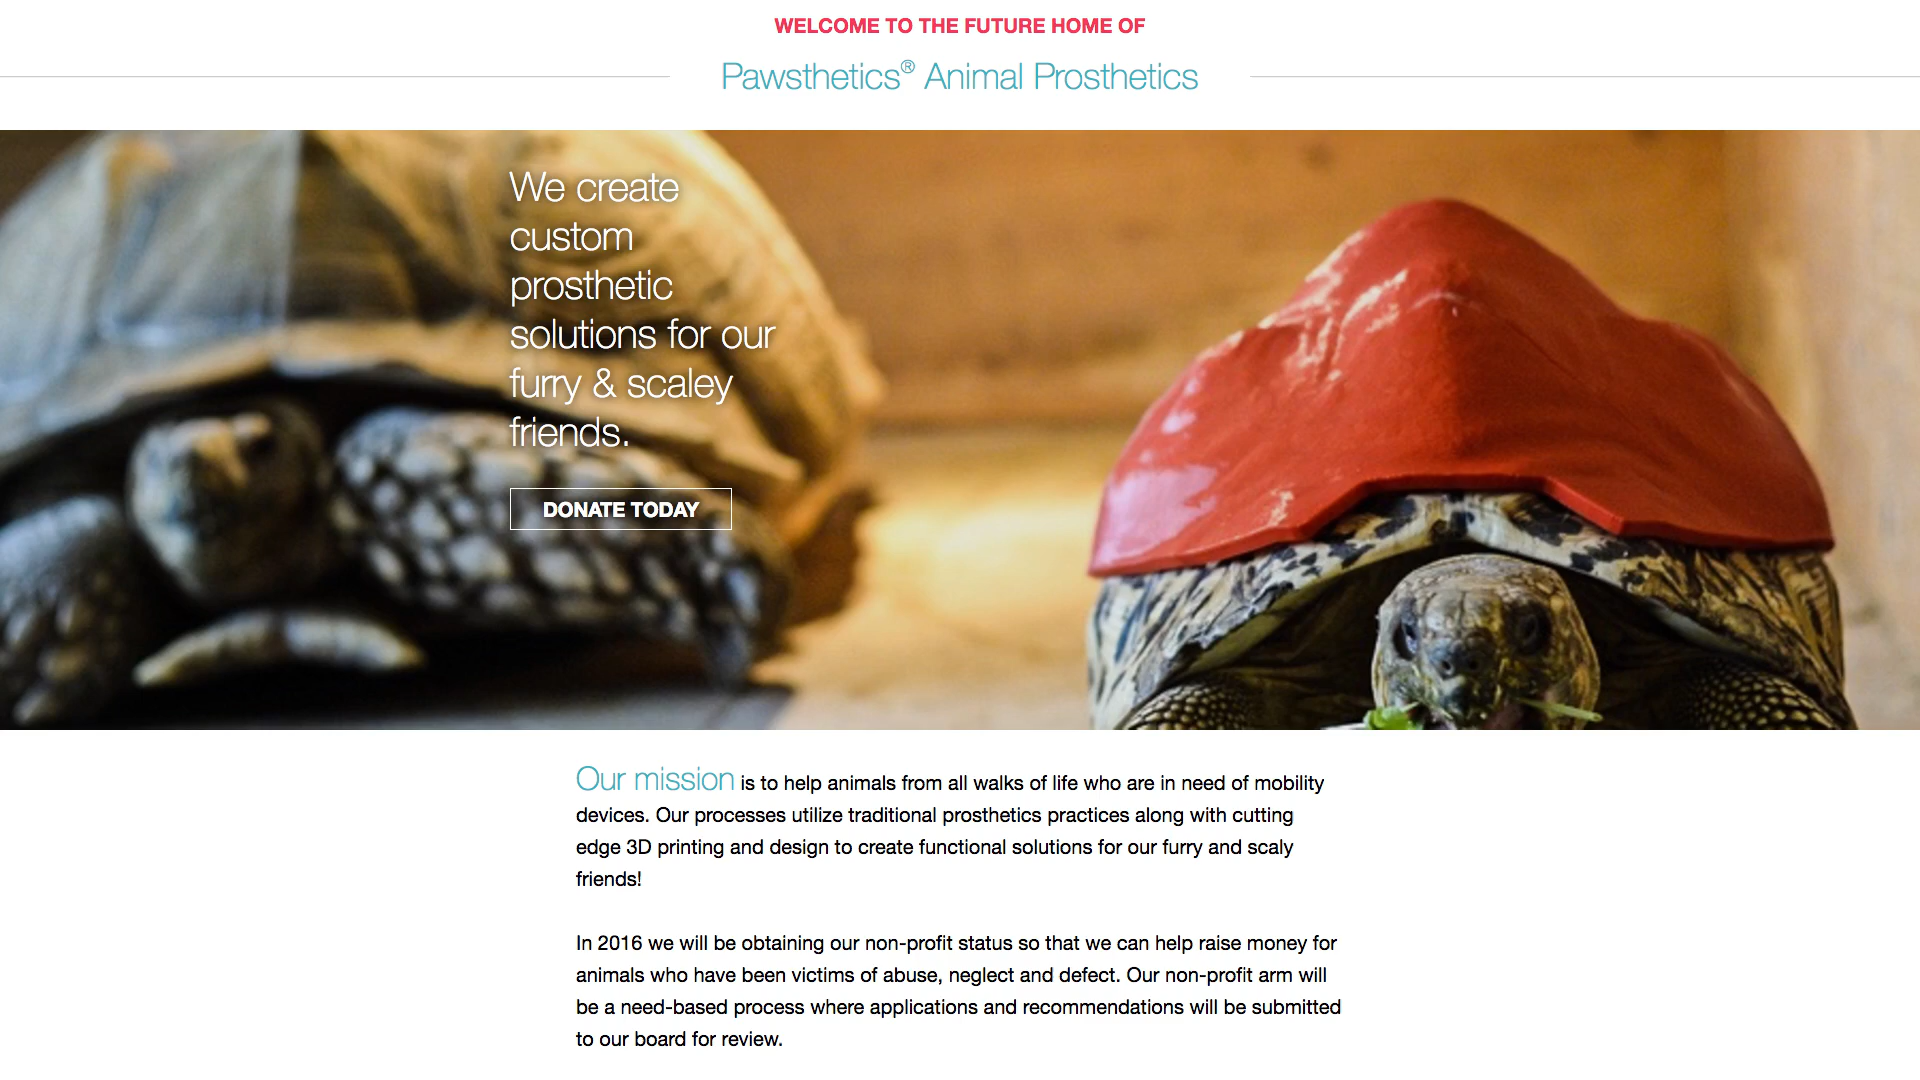 WELCOME TO THE FUTURE HOME OF
Pawsthetics® Animal Prosthetics
We create
custom
prosthetic
solutions for our
furry & scaley
friends.
DONATE TODAY
Our mission is to help animals from all walks of life who are in need of mobility
devices. Our processes utilize traditional prosthetics practices along with cutting
edge 3D printing and design to create functional solutions for our furry and scaly
friends!
In 2016 we will be obtaining our non-profit status so that we can help raise money for
animals who have been victims of abuse, neglect and defect. Our non-profit arm will
be a need-based process where applications and recommendations will be submitted
to our board for review.